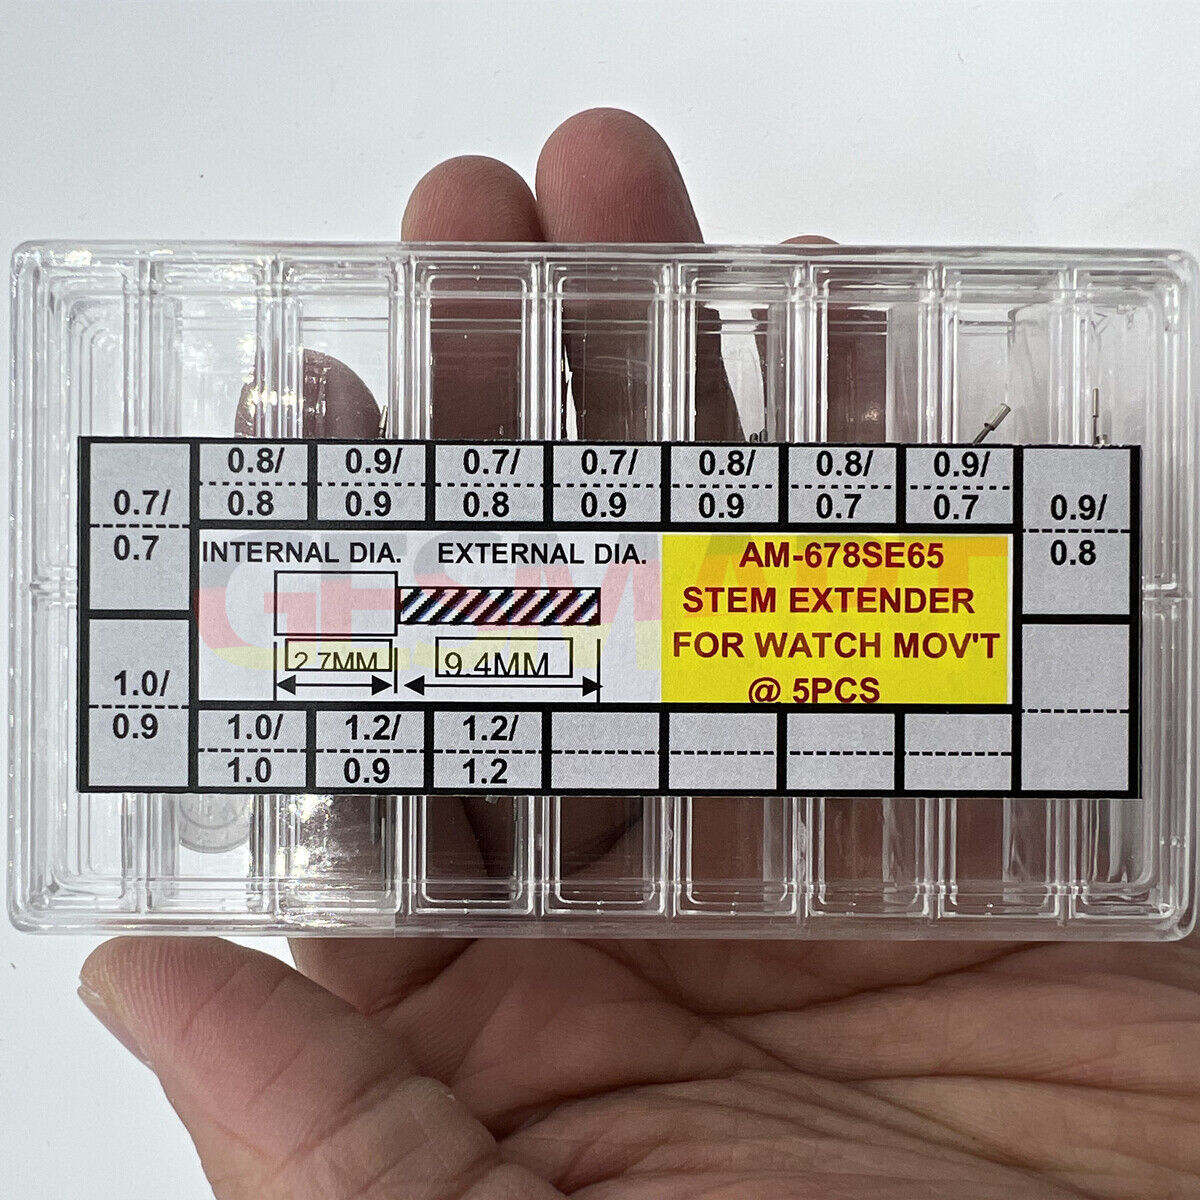 0.8/ 0.9/ 0.7/ 0.7/ 0.8/ 0.8/ 0.9/
0.8 0.9 0.8 0.9 0.9 0.7 0.7
0.7/
0.7
0.9/
0.8
INTERNAL DIA. EXTERNAL DIA.
2.7MM 9.4MM
AM-678SE65
STEM EXTENDER
FOR WATCH MOV'T
@ 5PCS
GESMART
1.0/
0.9
1.0/ 1.2/ 1.2/
1.0 0.9 1.2